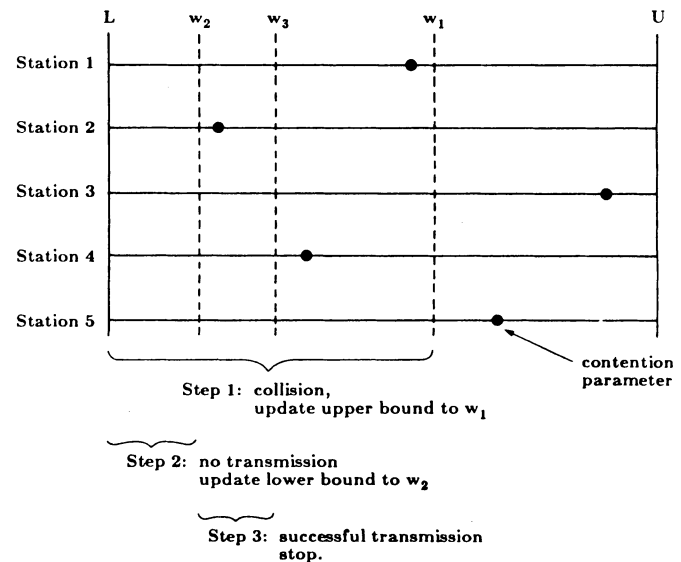 L w₂ w₃ w₁ U
Station 1
Station 2
Station 3
Station 4
Station 5
contention
parameter
Step 1: collision,
update upper bound to w₁
Step 2: no transmission
update lower bound to w₂
Step 3: successful transmission
stop.